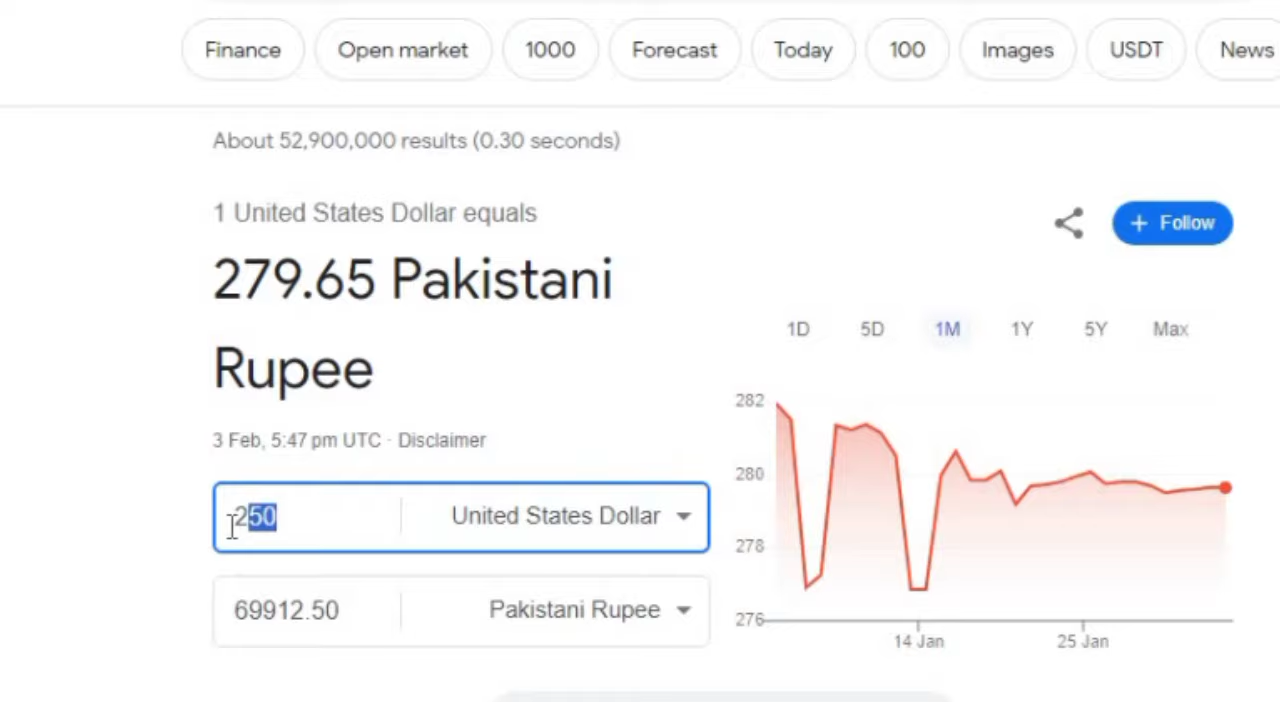 Finance Open market 1000 Forecast Today 100 Images USDT News
About 52,900,000 results (0.30 seconds)
1 United States Dollar equals
+ Follow
279.65 Pakistani
Rupee
1D 5D 1M 1Y 5Y Max
3 Feb, 5:47 pm UTC · Disclaimer
250 United States Dollar
69912.50 Pakistani Rupee
282
280
278
276
14 Jan 25 Jan